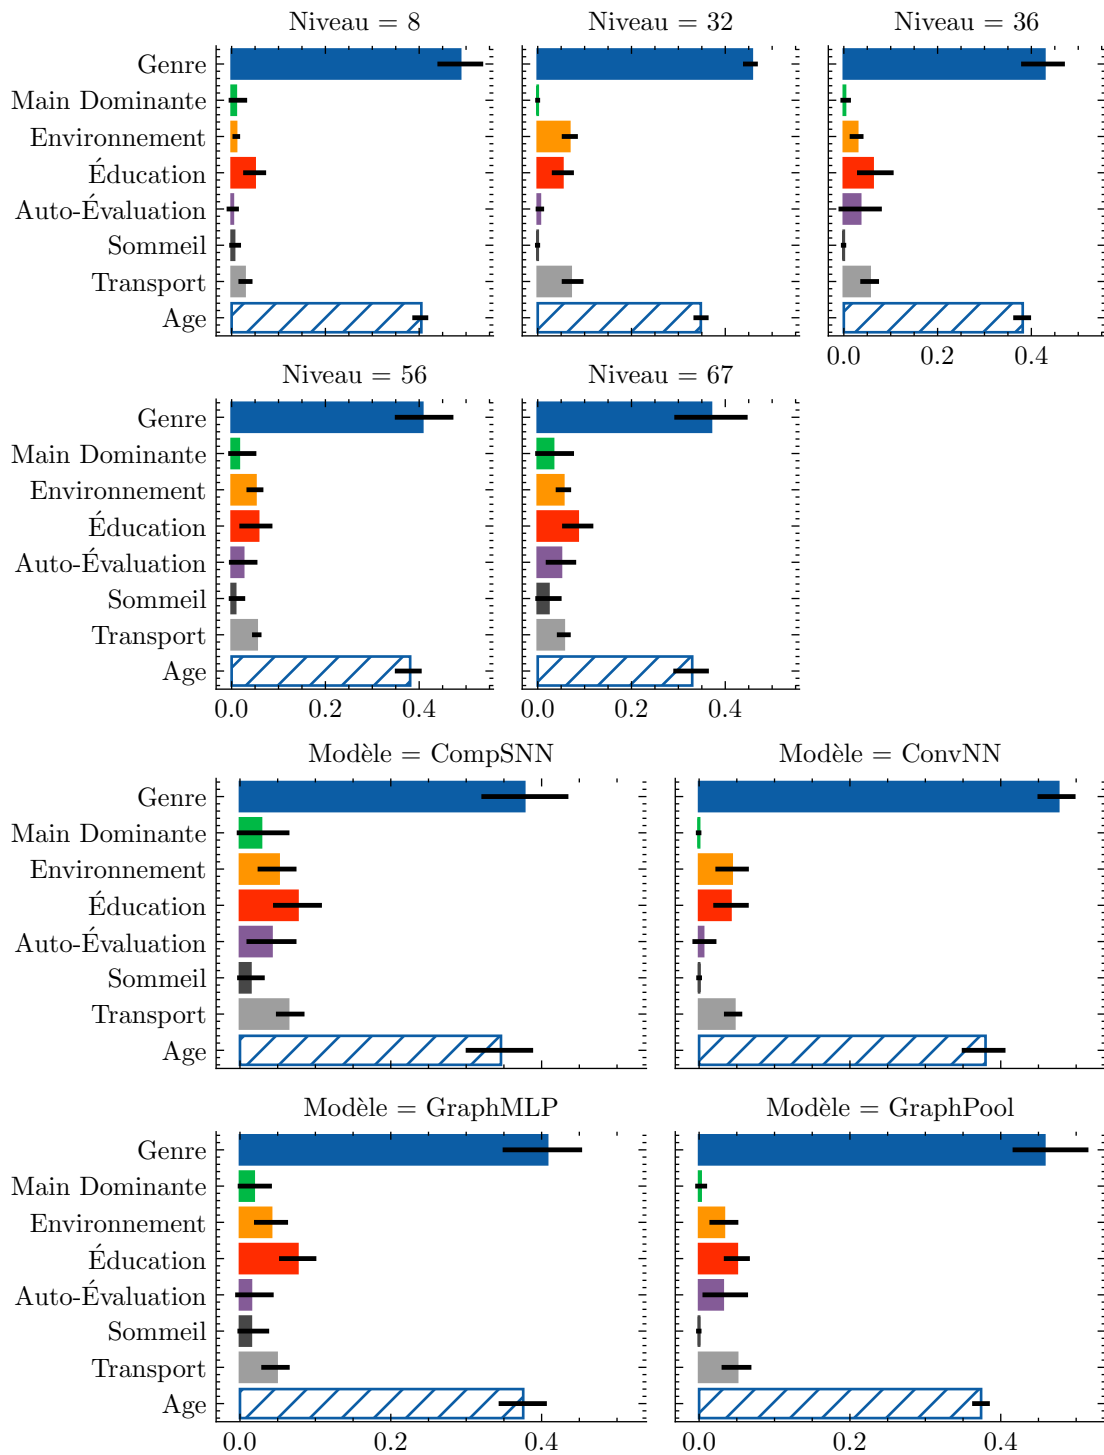 Niveau = 8 Niveau = 32 Niveau = 36
Genre
Main Dominante
Environnement
Éducation
Auto-Évaluation
Sommeil
Transport
Age
0.0 0.2 0.4
Niveau = 56 Niveau = 67
Genre
Main Dominante
Environnement
Éducation
Auto-Évaluation
Sommeil
Transport
Age
0.0 0.2 0.4 0.0 0.2 0.4
Modèle = CompSNN Modèle = ConvNN
Genre
Main Dominante
Environnement
Éducation
Auto-Évaluation
Sommeil
Transport
Age
Modèle = GraphMLP Modèle = GraphPool
Genre
Main Dominante
Environnement
Éducation
Auto-Évaluation
Sommeil
Transport
Age
0.0 0.2 0.4 0.0 0.2 0.4